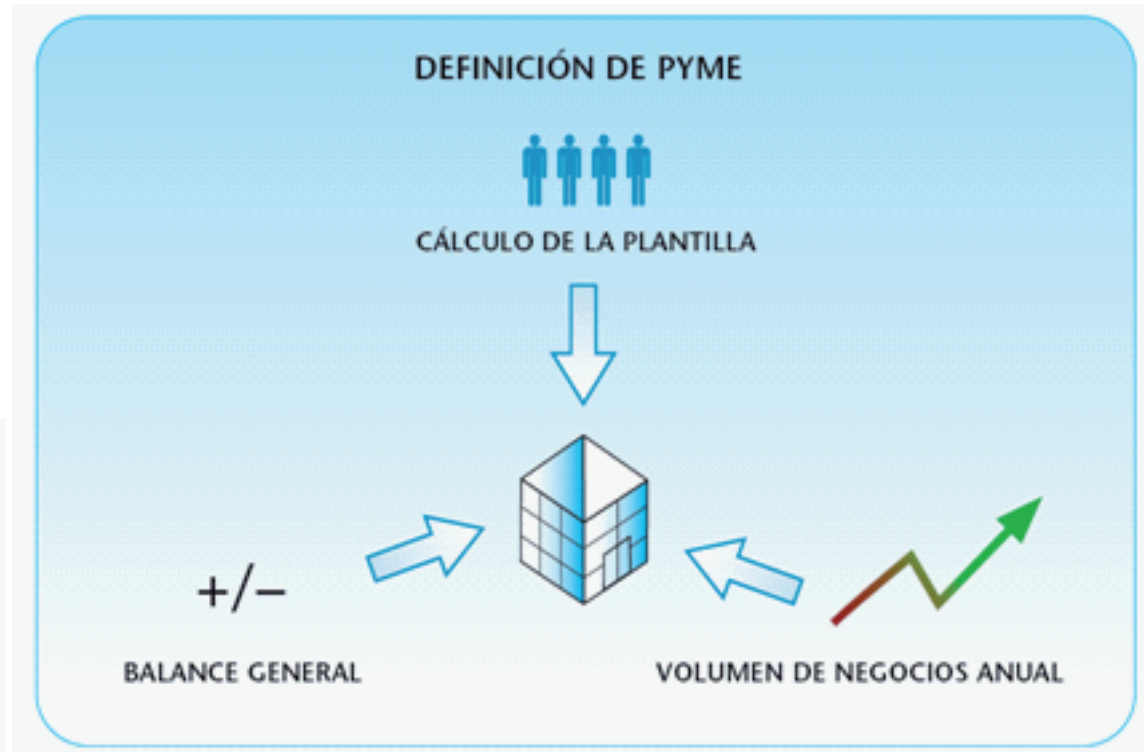 DEFINICIÓN DE PYME
CÁLCULO DE LA PLANTILLA
+/−
BALANCE GENERAL
VOLUMEN DE NEGOCIOS ANUAL